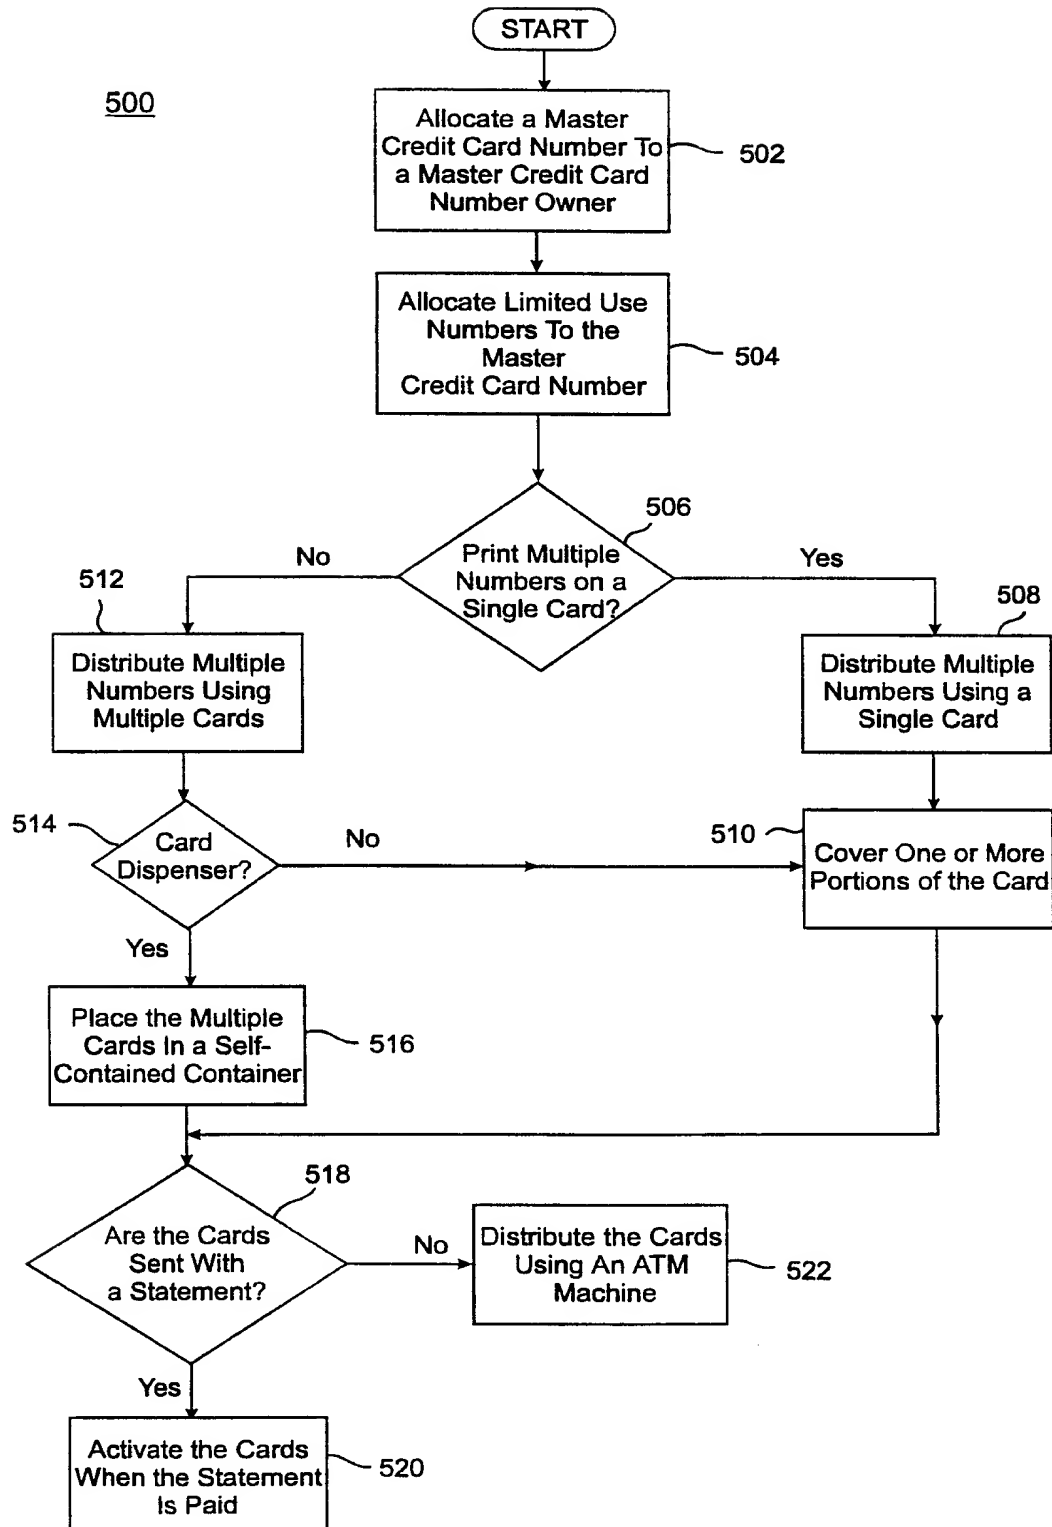 START
500
Allocate a Master
Credit Card Number To
a Master Credit Card
Number Owner
502
Allocate Limited Use
Numbers To the
Master
Credit Card Number
504
506
Print Multiple
Numbers on a
Single Card?
No
Yes
512
508
Distribute Multiple
Numbers Using
Multiple Cards
Distribute Multiple
Numbers Using a
Single Card
514
Card
Dispenser?
No
510
Cover One or More
Portions of the Card
Yes
Place the Multiple
Cards In a Self-
Contained Container
516
518
Are the Cards
Sent With
a Statement?
No
Distribute the Cards
Using An ATM
Machine
522
Yes
Activate the Cards
When the Statement
Is Paid
520